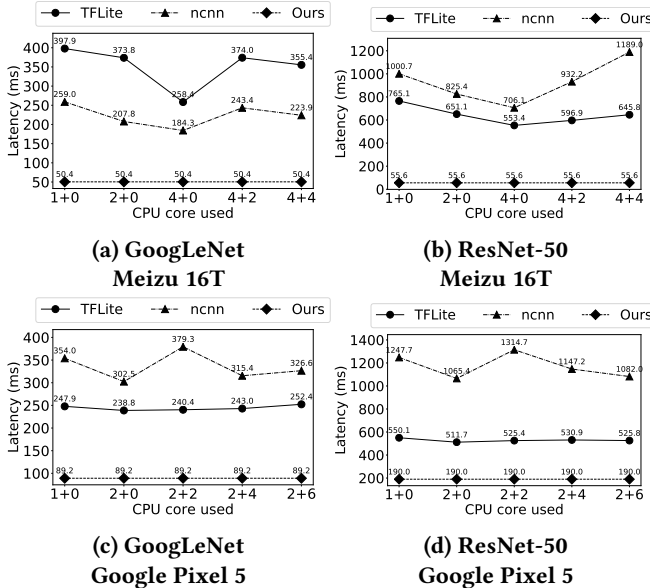 TFLite ncnn Ours
TFLite ncnn Ours
Latency (ms)
400
350
300
250
200
150
100
50
397.9 373.8 258.4 374.0 355.4
259.0 207.8 184.3 243.4 223.9
50.4 50.4 50.4 50.4 50.4
1+0 2+0 4+0 4+2 4+4
CPU core used
Latency (ms)
1200
1000
800
600
400
200
0
1000.7 825.4 706.1 932.2 1189.0
765.1 651.1 553.4 596.9 645.8
55.6 55.6 55.6 55.6 55.6
1+0 2+0 4+0 4+2 4+4
CPU core used
(a) GoogLeNet
Meizu 16T
(b) ResNet-50
Meizu 16T
TFLite ncnn Ours
TFLite ncnn Ours
Latency (ms)
400
350
300
250
200
150
100
354.0 302.5 379.3 315.4 326.6
247.9 238.8 240.4 243.0 252.4
89.2 89.2 89.2 89.2 89.2
1+0 2+0 2+2 2+4 2+6
CPU core used
Latency (ms)
1400
1200
1000
800
600
400
200
1247.7 1065.4 1314.7 1147.2 1082.0
550.1 511.7 525.4 530.9 525.8
190.0 190.0 190.0 190.0 190.0
1+0 2+0 2+2 2+4 2+6
CPU core used
(c) GoogLeNet
Google Pixel 5
(d) ResNet-50
Google Pixel 5